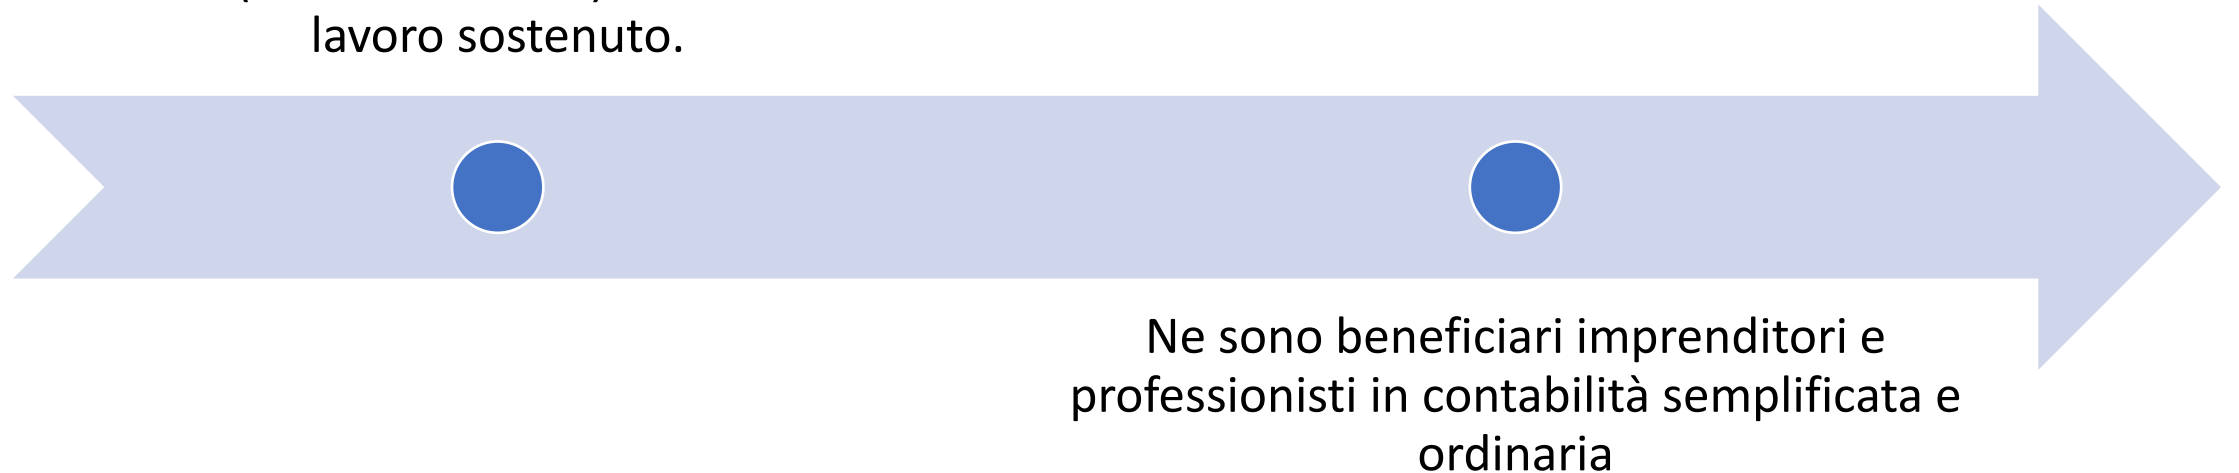 lavoro sostenuto.
Ne sono beneficiari imprenditori e
professionisti in contabilità semplificata e
ordinaria